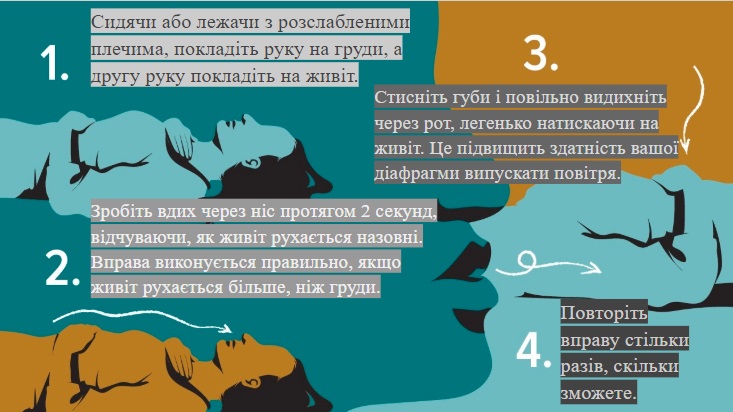 1.
Сидячи або лежачи з розслабленими
плечима, покладіть руку на груди, а
другу руку покладіть на живіт.
2.
Зробіть вдих через ніс протягом 2 секунд,
відчуваючи, як живіт рухається назовні.
Вправа виконується правильно, якщо
живіт рухається більше, ніж груди.
3.
Стисніть губи і повільно видихніть
через рот, легенько натискаючи на
живіт. Це підвищить здатність вашої
діафрагми випускати повітря.
4.
Повторіть
вправу стільки
разів, скільки
зможете.